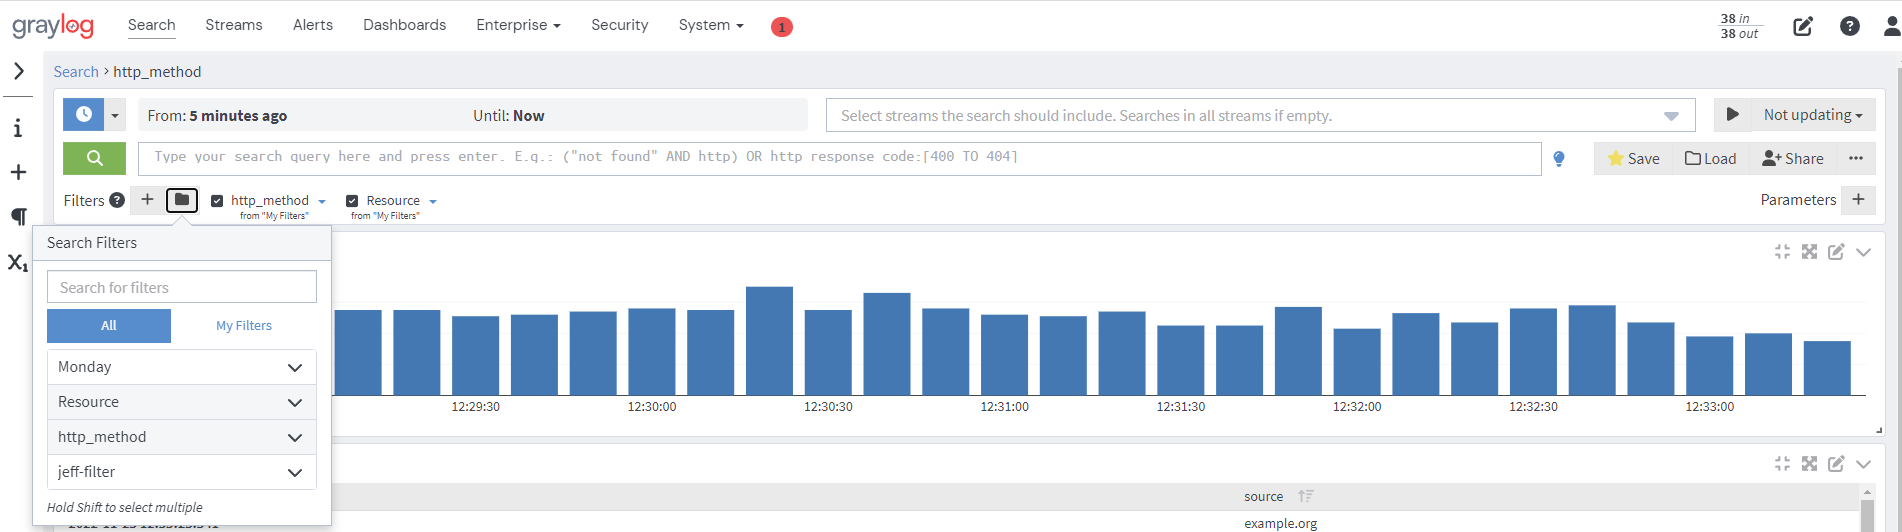 graylog Search Streams Alerts Dashboards Enterprise Security System 1 38 in
38 out
Search › http_method
From: 5 minutes ago Until: Now Select streams the search should include. Searches in all streams if empty. Not updating
Type your search query here and press enter. E.g.: ("not found" AND http) OR http response code:[400 TO 404] Save Load Share
Filters http_method Resource Parameters
from "My Filters" from "My Filters"
Search Filters
Search for filters
All My Filters
Monday
Resource
http_method
jeff-filter
Hold Shift to select multiple
12:29:30 12:30:00 12:30:30 12:31:00 12:31:30 12:32:00 12:32:30 12:33:00
source
example.org